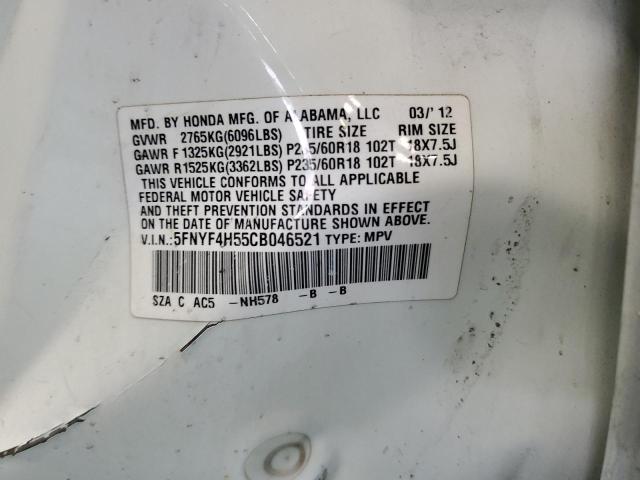 MFD. BY HONDA MFG. OF ALABAMA, LLC 03/ 12
GVWR 2765KG(6096LBS) TIRE SIZE RIM SIZE
GAWR F 1325KG(2921LBS) P235/60R18 102T 18X7.5J
GAWR R1525KG(3362LBS) P235/60R18 102T 18X7.5J
THIS VEHICLE CONFORMS TO ALL APPLICABLE
FEDERAL MOTOR VEHICLE SAFETY
AND THEFT PREVENTION STANDARDS IN EFFECT
ON THE DATE OF MANUFACTURE SHOWN ABOVE.
V.I.N.:5FNYF4H55CB046521 TYPE: MPV
SZA C AC5 -NH578 -B -B